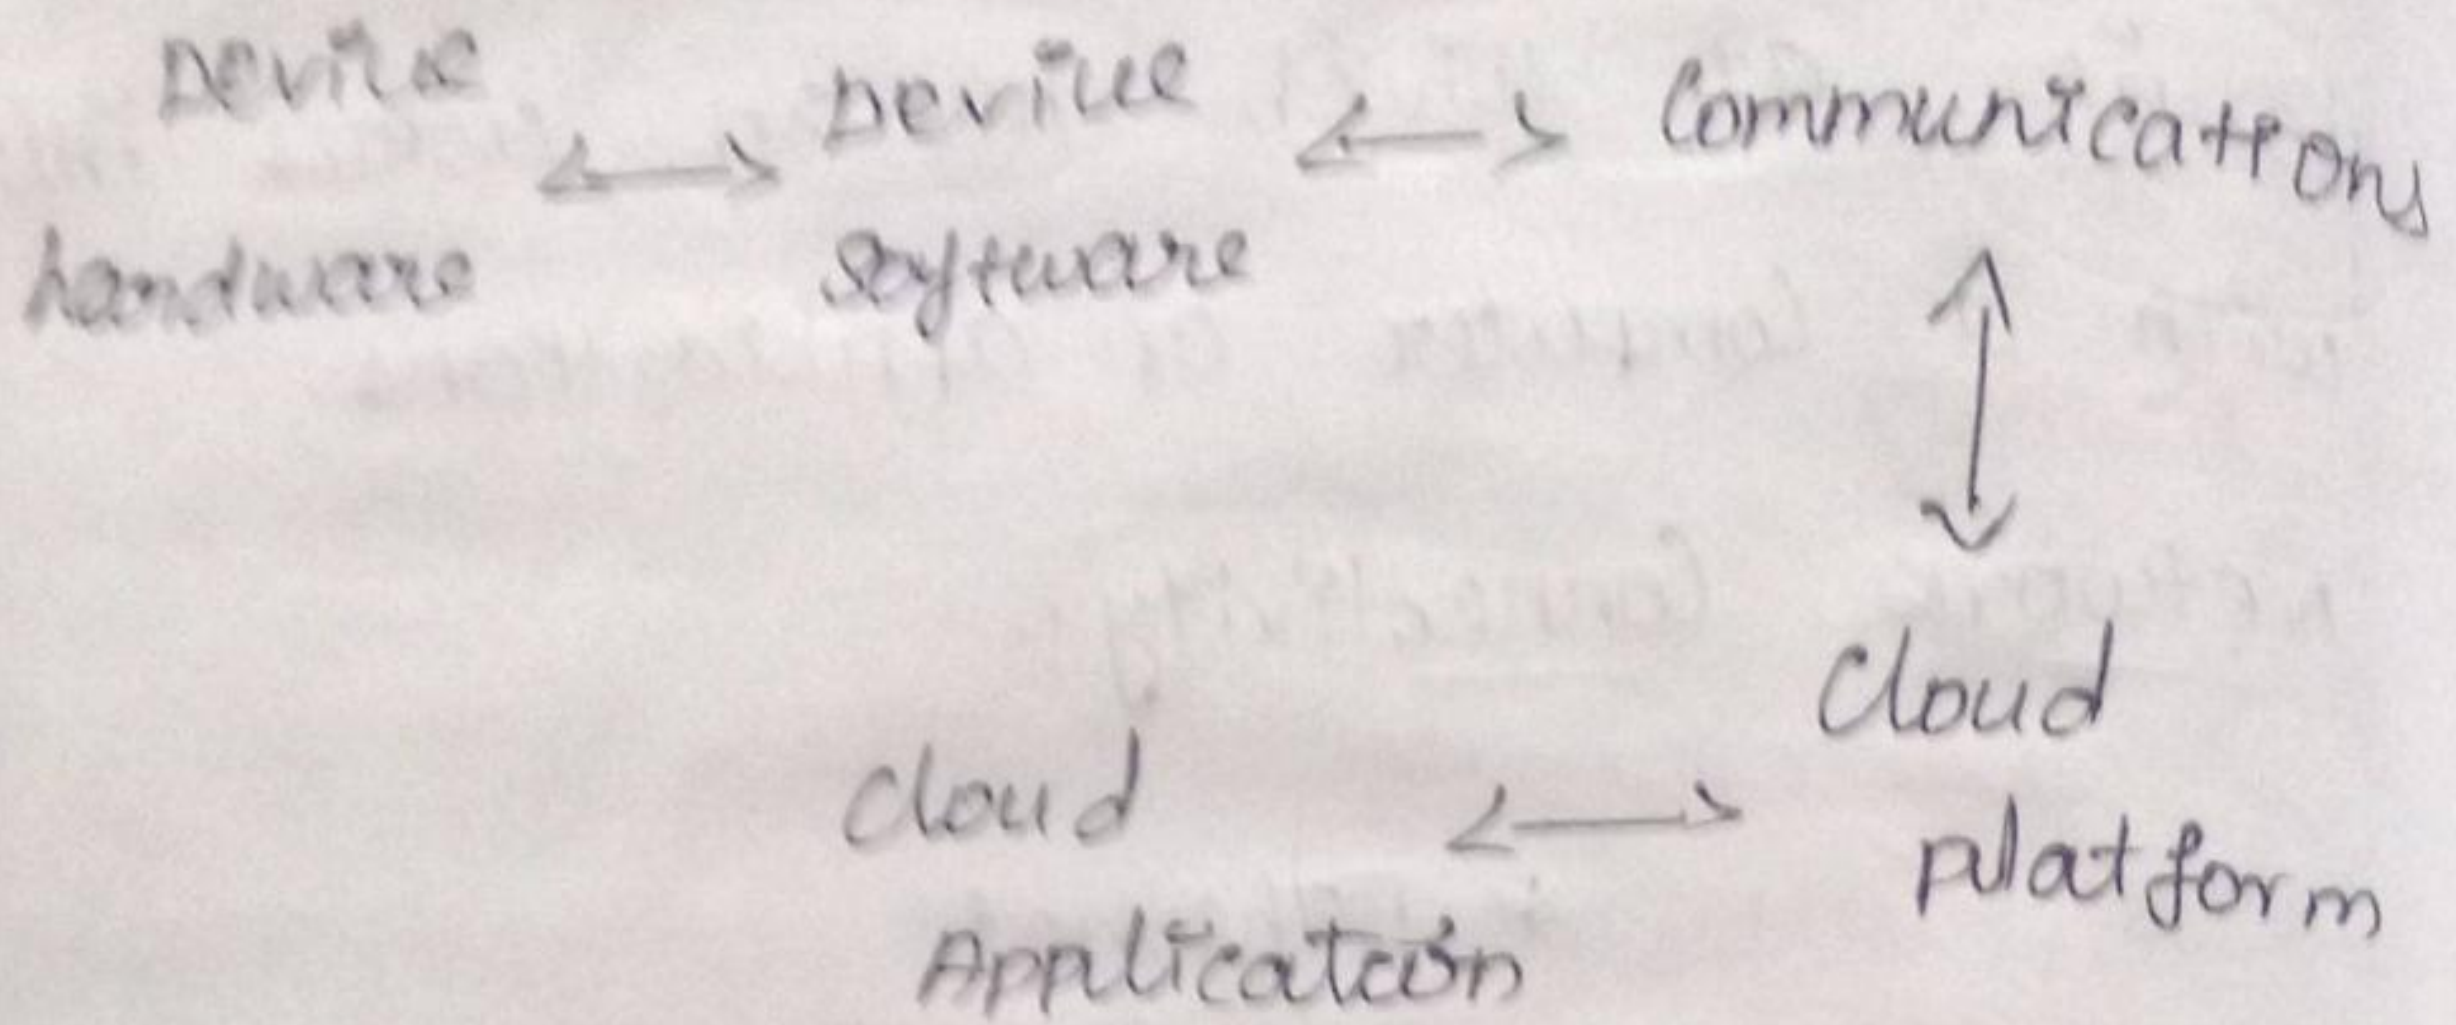 Device
hardware
<-> Device
software
<-> Communications
Cloud
platform
<-> Cloud
Application